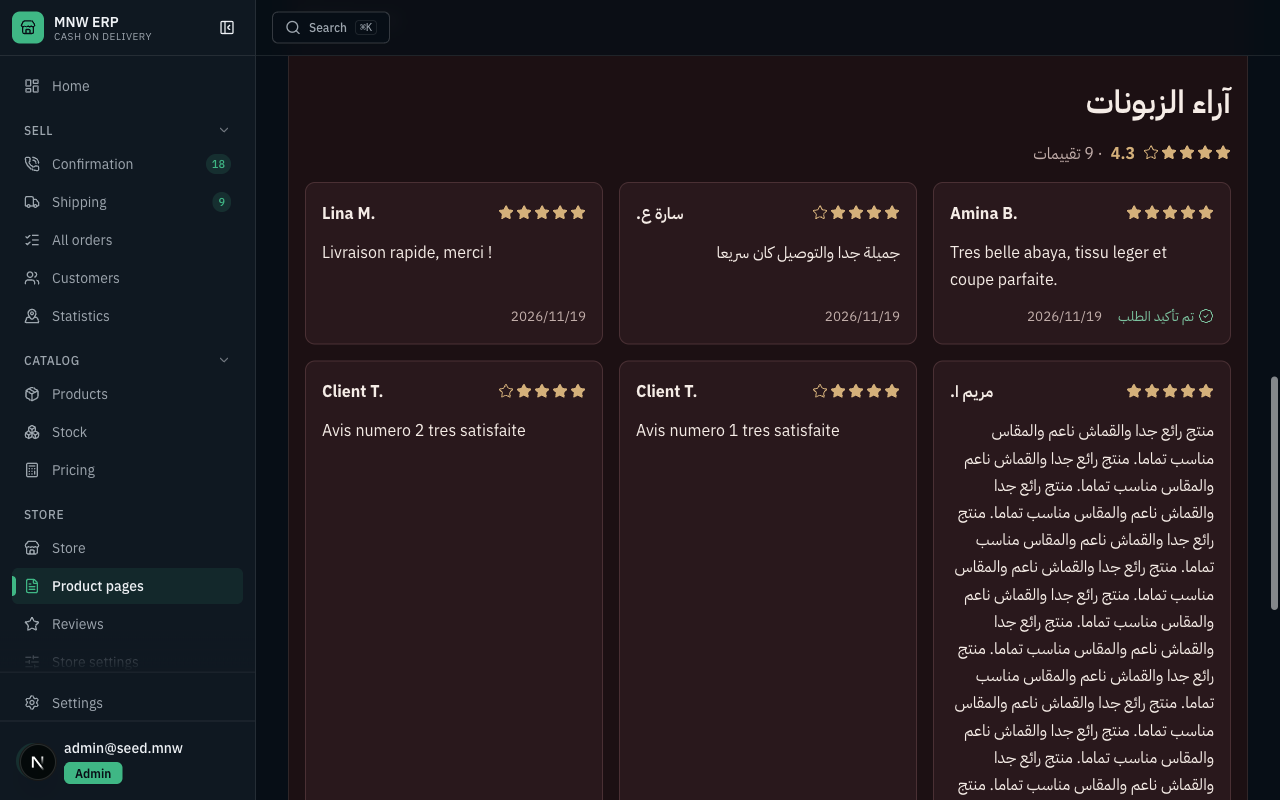 MNW ERP
CASH ON DELIVERY
Search ⌘K
Home
SELL
Confirmation 18
Shipping 9
All orders
Customers
Statistics
CATALOG
Products
Stock
Pricing
STORE
Store
Product pages
Reviews
Store settings
Settings
N
admin@seed.mnw
Admin
آراء الزبونات
4.3 · 9 تقييمات
Amina B.
Tres belle abaya, tissu leger et
coupe parfaite.
تم تأكيد الطلب 2026/11/19
سارة ع.
جميلة جدا والتوصيل كان سريعا
2026/11/19
Lina M.
Livraison rapide, merci !
2026/11/19
مريم ا.
منتج رائع جدا والقماش ناعم والمقاس
مناسب تماما. منتج رائع جدا والقماش ناعم
والمقاس مناسب تماما. منتج رائع جدا
والقماش ناعم والمقاس مناسب تماما. منتج
رائع جدا والقماش ناعم والمقاس مناسب
تماما. منتج رائع جدا والقماش ناعم والمقاس
مناسب تماما. منتج رائع جدا والقماش ناعم
والمقاس مناسب تماما. منتج رائع جدا
والقماش ناعم والمقاس مناسب تماما. منتج
رائع جدا والقماش ناعم والمقاس مناسب
تماما. منتج رائع جدا والقماش ناعم والمقاس
مناسب تماما. منتج رائع جدا والقماش ناعم
والمقاس مناسب تماما. منتج رائع جدا
والقماش ناعم والمقاس مناسب تماما. منتج
Client T.
Avis numero 1 tres satisfaite
Client T.
Avis numero 2 tres satisfaite